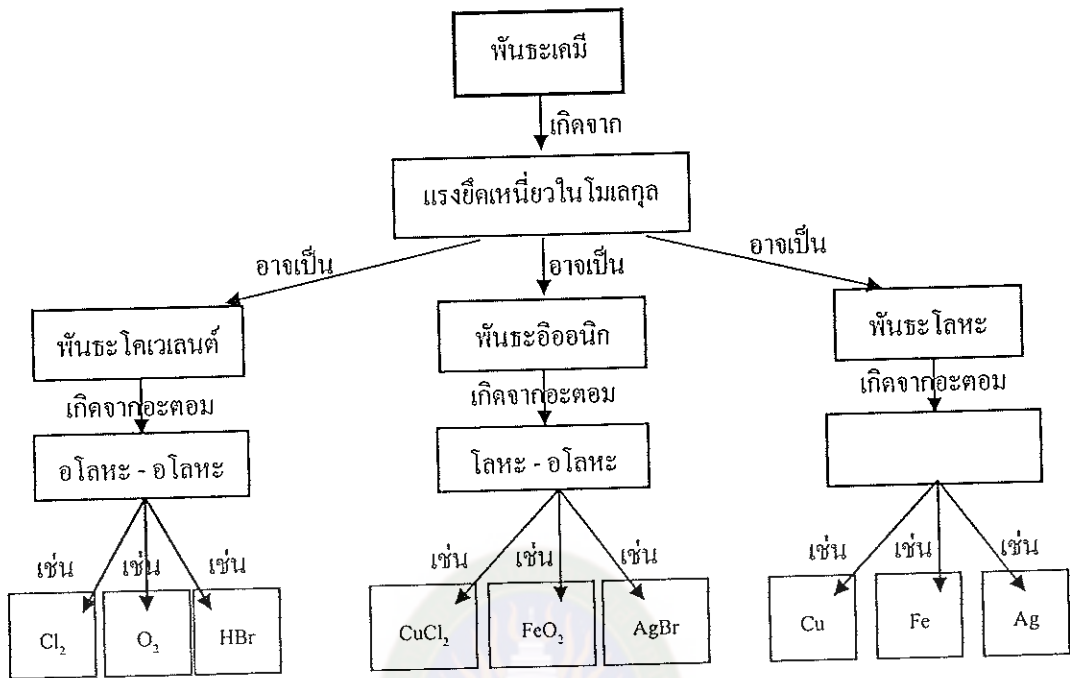 พันธะเคมี
เกิดจาก
แรงยึดเหนี่ยวในโมเลกุล
อาจเป็น อาจเป็น อาจเป็น
พันธะโคเวเลนต์ พันธะอิออนิก พันธะโลหะ
เกิดจากอะตอม เกิดจากอะตอม เกิดจากอะตอม
อโลหะ - อโลหะ โลหะ - อโลหะ
เช่น เช่น เช่น เช่น เช่น เช่น เช่น เช่น เช่น
Cl₂ O₂ HBr CuCl₂ FeO₂ AgBr Cu Fe Ag